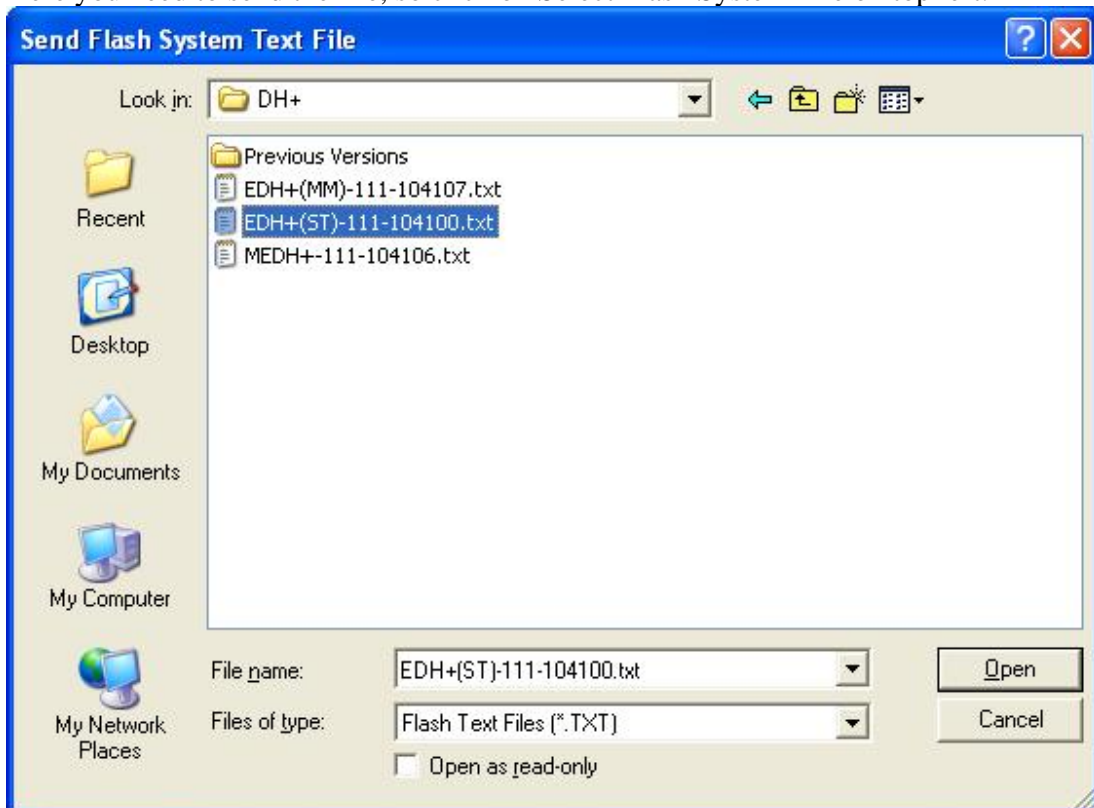 Send Flash System Text File
Look in: DH+
Previous Versions
EDH+(MM)-111-104107.txt
EDH+(ST)-111-104100.txt
MEDH+-111-104106.txt
Recent
Desktop
My Documents
My Computer
My Network
Places
File name: EDH+(ST)-111-104100.txt Open
Files of type: Flash Text Files (*.TXT) Cancel
Open as read-only